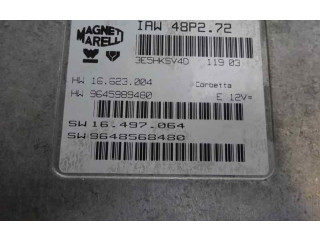 MAGNETI MARELLI
IAW 48P2.72
3E5HKSV4D 119 03
HW 16.623.004 Corbetta
HW 9645989480 E 12V=
SW 16.497.064
SW 9648568480